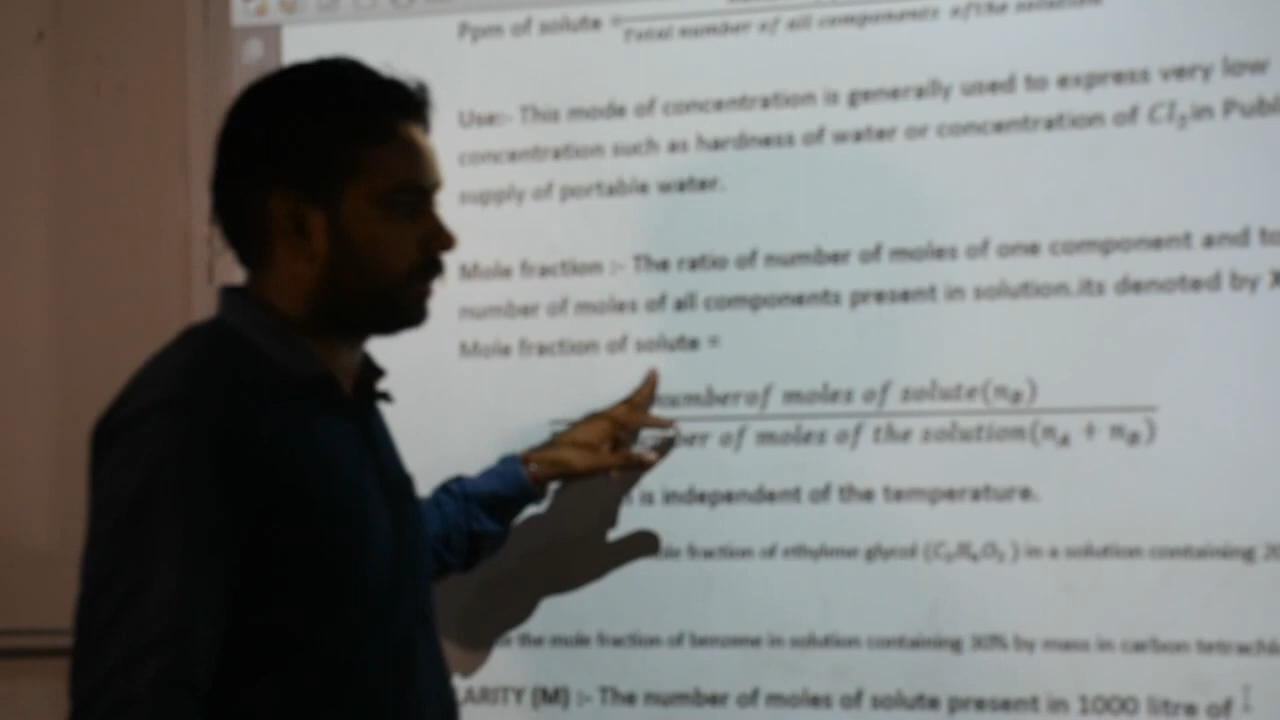 Ppm of solute =
Total number of all components of the solution
Use:- This mode of concentration is generally used to express very low
concentration such as hardness of water or concentration of Cl₂ in Publ
supply of portable water.
Mole fraction :- The ratio of number of moles of one component and to
number of moles of all components present in solution.its denoted by X
Mole fraction of solute =
numberof moles of solute(n_B)
ber of moles of the solution(n_A + n_B)
n is independent of the temperature.
le fraction of ethylene glycol (C₂H₆O₂) in a solution containing 20
the mole fraction of benzene in solution containing 30% by mass in carbon tetrachl
LARITY (M) :- The number of moles of solute present in 1000 litre of